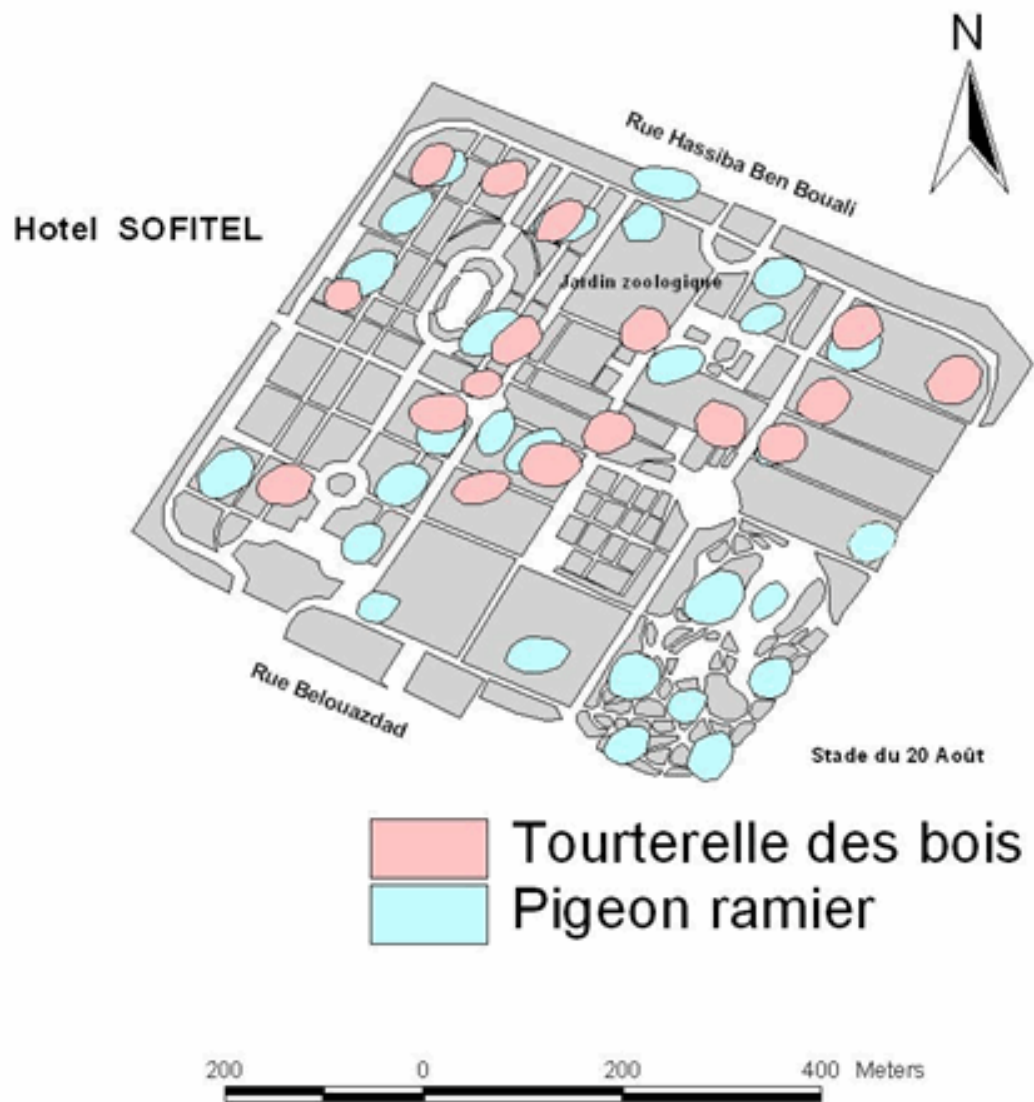 N
Rue Hassiba Ben Bouali
Hotel SOFITEL
Jardin zoologique
Rue Belouazdad
Stade du 20 Août
Tourterelle des bois
Pigeon ramier
200 0 200 400 Meters